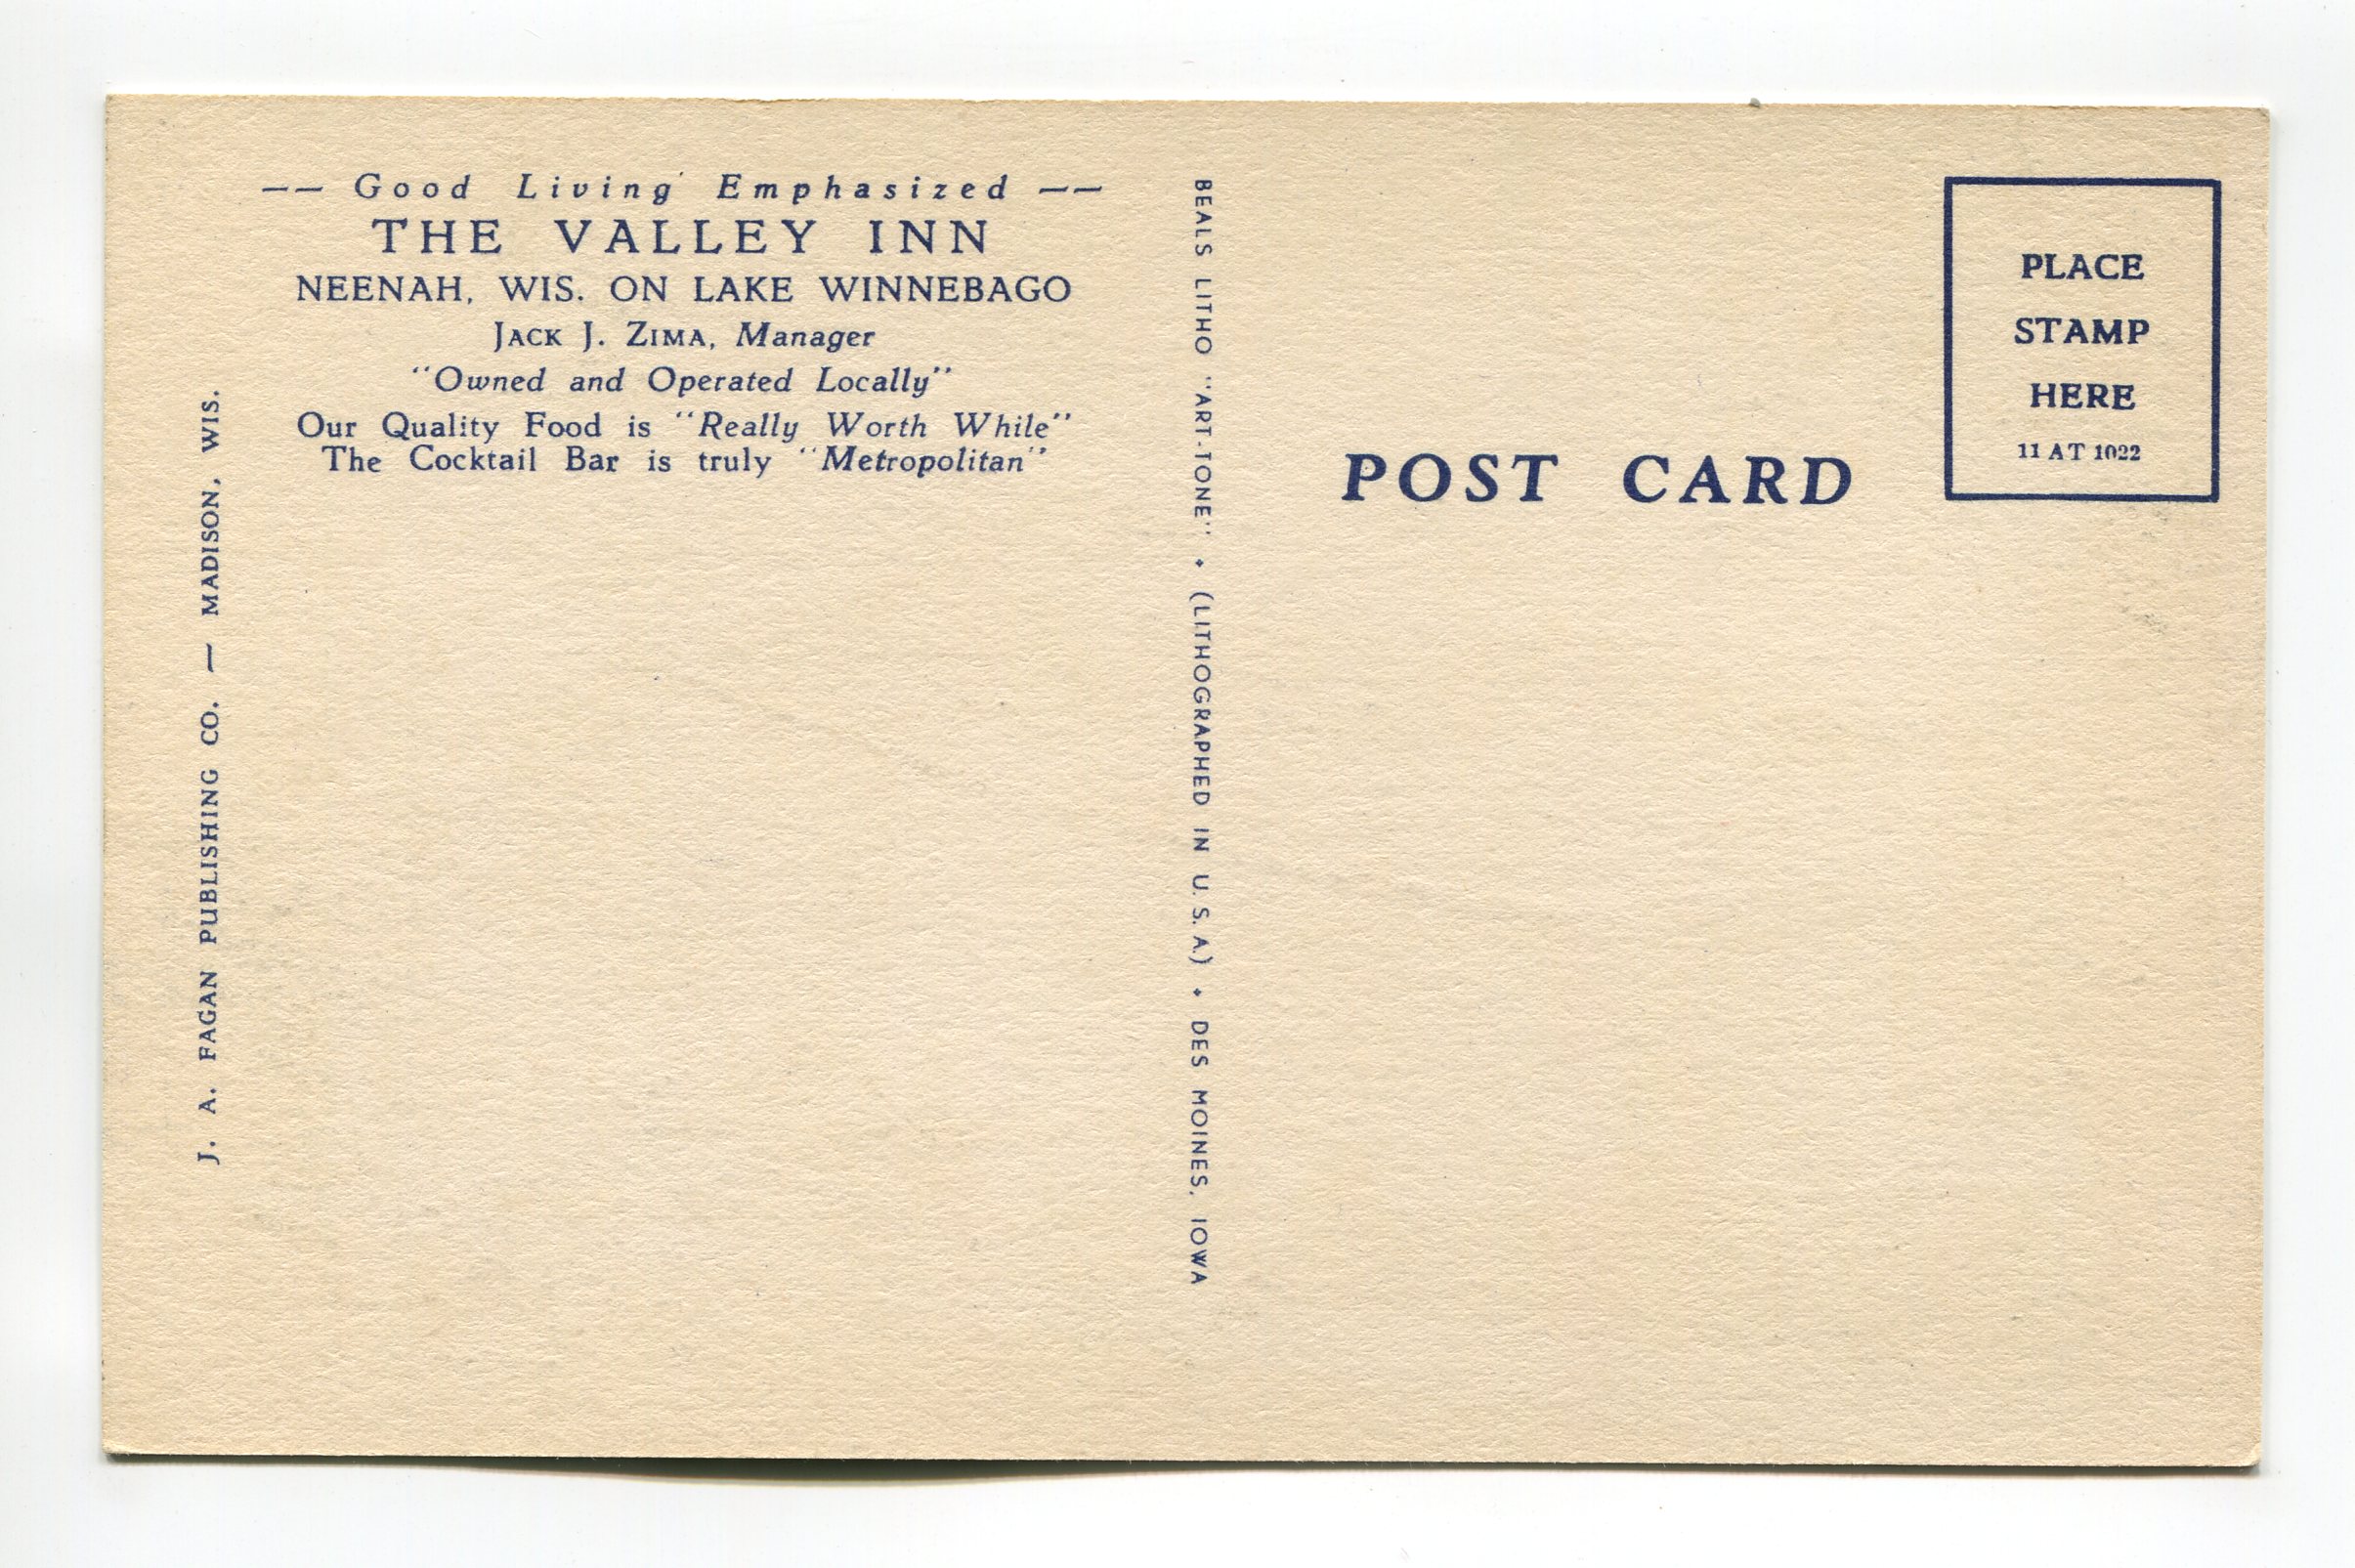 -- Good Living Emphasized --
THE VALLEY INN
NEENAH, WIS. ON LAKE WINNEBAGO
JACK J. ZIMA, Manager
"Owned and Operated Locally"
Our Quality Food is "Really Worth While"
The Cocktail Bar is truly "Metropolitan"
J. A. FAGAN PUBLISHING CO. — MADISON, WIS.
BEALS LITHO "ART-TONE" • (LITHOGRAPHED IN U.S.A.) • DES MOINES, IOWA
POST CARD
PLACE
STAMP
HERE
11 AT 1022